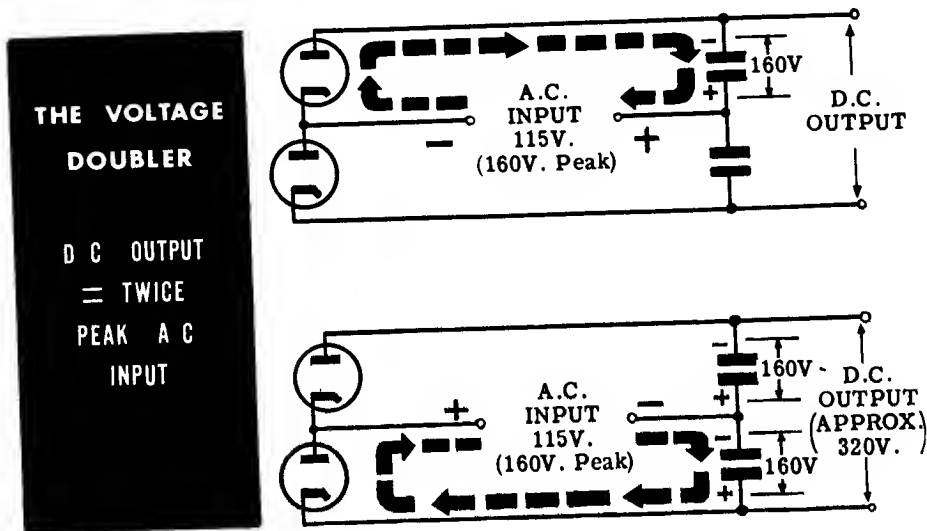 THE VOLTAGE
DOUBLER
D C OUTPUT
= TWICE
PEAK A C
INPUT
-
160V
+
A.C.
INPUT
115V.
(160V. Peak)
-
+
D.C.
OUTPUT
-
160V-
+
A.C.
INPUT
115V.
(160V. Peak)
+
-
D.C.
OUTPUT
(APPROX.
320V.)
-
160V
+